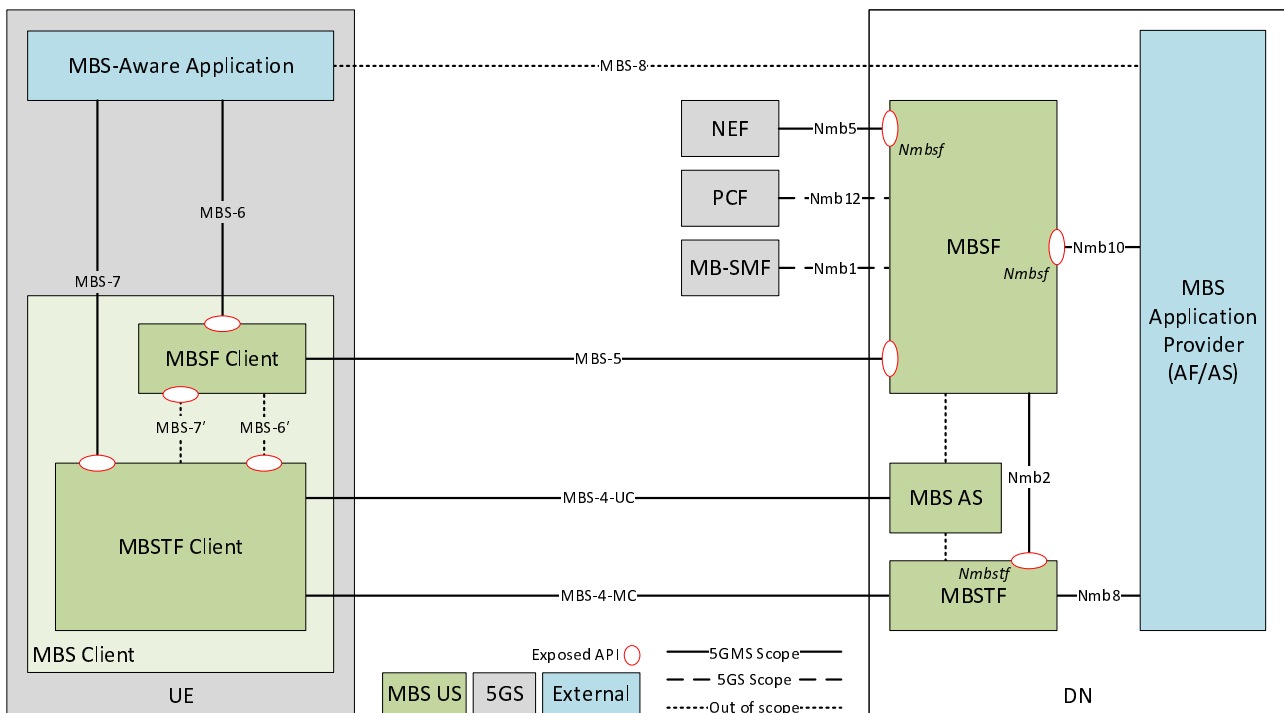 MBS-Aware Application
MBS-8
NEF
Nmb5
Nmbsf
PCF
Nmb12
MBS-6
MBSF
Nmb10
MB-SMF
Nmb1
Nmbsf
MBS-7
MBS
Application
Provider
(AF/AS)
MBSF Client
MBS-5
MBS-7’
MBS-6’
Nmb2
MBS-4-UC
MBS AS
MBSTF Client
Nmbstf
MBS-4-MC
MBSTF
Nmb8
MBS Client
Exposed API
5GMS Scope
5GS Scope
Out of scope
MBS US
5GS
External
UE
DN